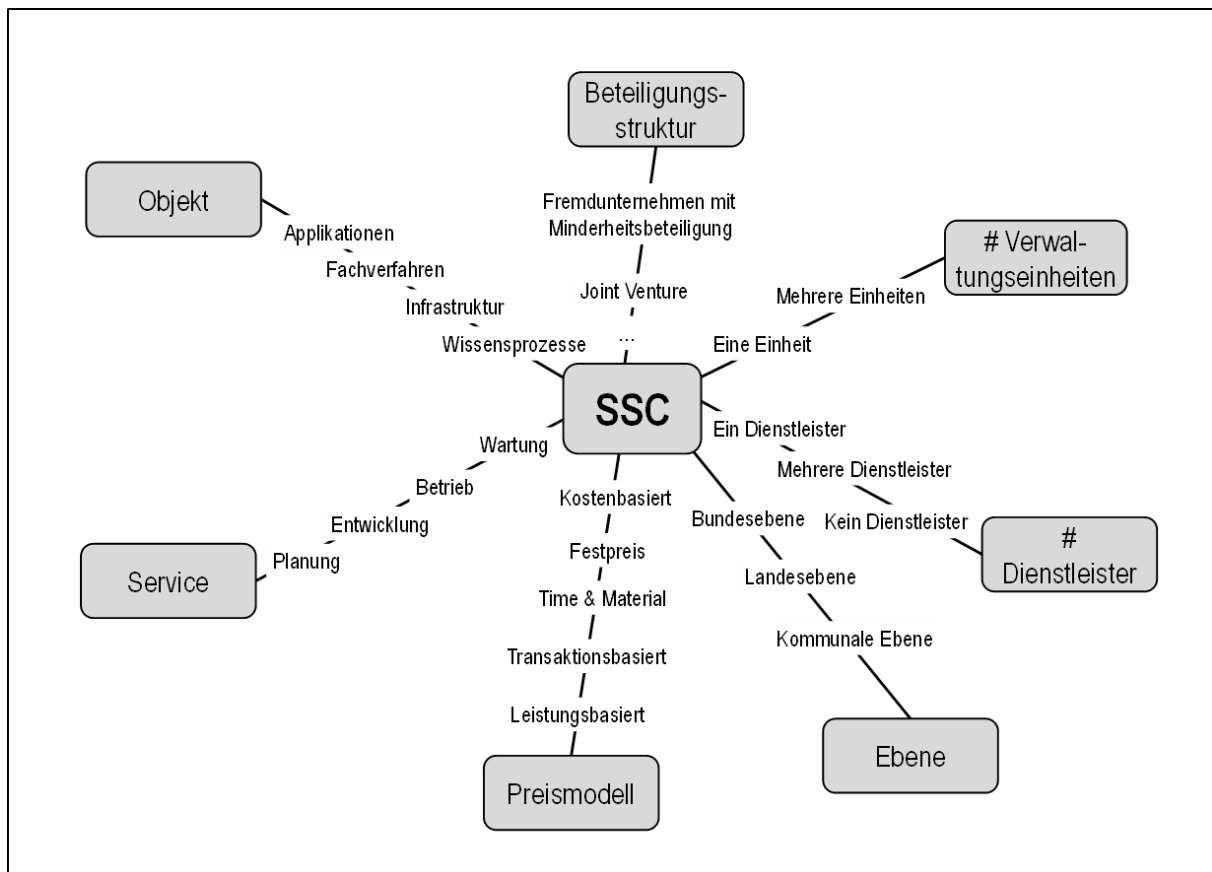 Beteiligungs-
struktur
Fremdunternehmen mit
Minderheitsbeteiligung
Joint Venture
...
Objekt
Applikationen
Fachverfahren
Infrastruktur
Wissensprozesse
# Verwal-
tungseinheiten
Mehrere Einheiten
Eine Einheit
SSC
Ein Dienstleister
Mehrere Dienstleister
Kein Dienstleister
#
Dienstleister
Wartung
Betrieb
Entwicklung
Planung
Service
Kostenbasiert
Festpreis
Time & Material
Transaktionsbasiert
Leistungsbasiert
Preismodell
Bundesebene
Landesebene
Kommunale Ebene
Ebene